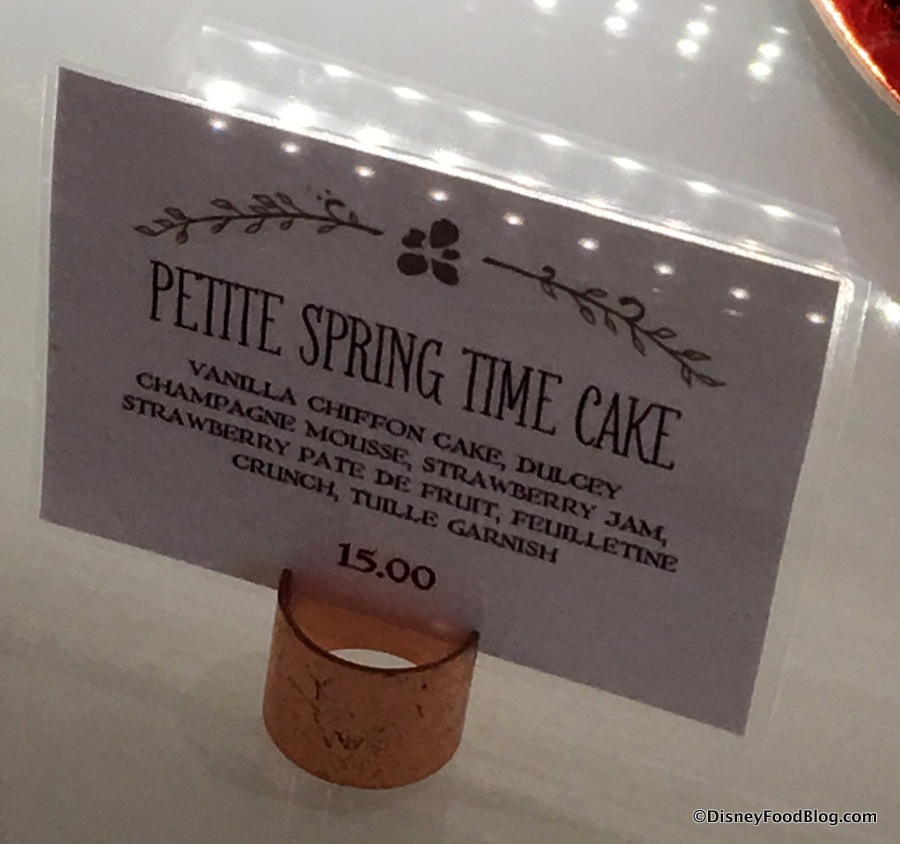 PETITE SPRING TIME CAKE
VANILLA CHIFFON CAKE, DULCEY
CHAMPAGNE MOUSSE, STRAWBERRY JAM,
STRAWBERRY PATE DE FRUIT, FEUILLETINE
CRUNCH, TUILLE GARNISH
15.00
©DisneyFoodBlog.com